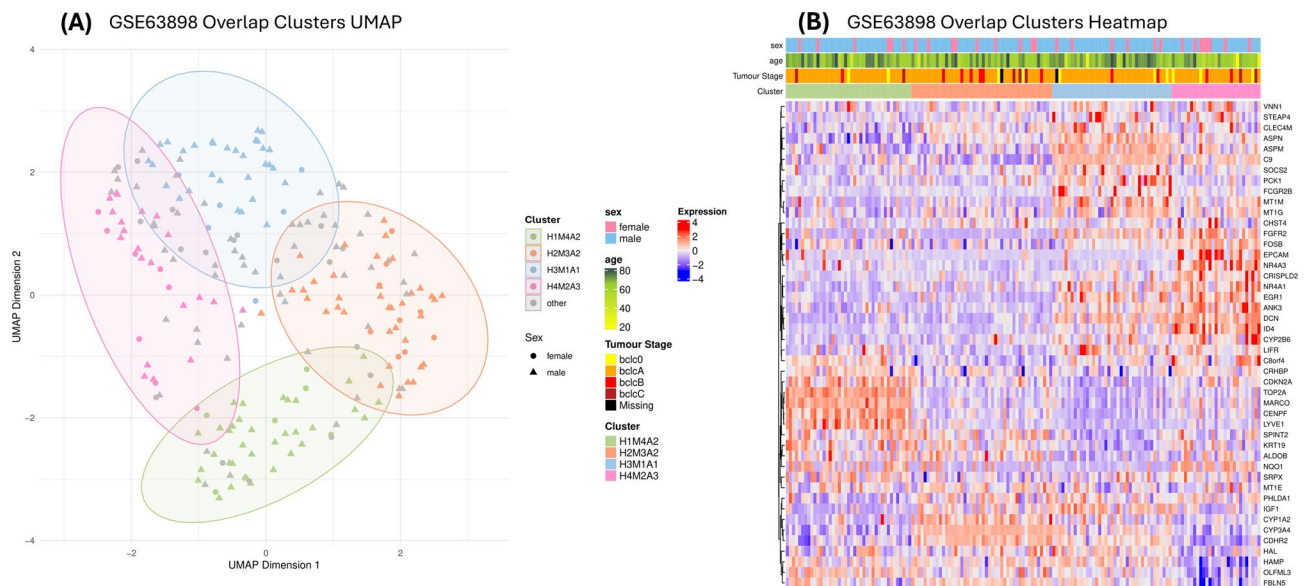 (A) GSE63898 Overlap Clusters UMAP
4
2
0
−2
−4
−2
0
2
UMAP Dimension 2
UMAP Dimension 1
Cluster
H1M4A2
H2M3A2
H3M1A1
H4M2A3
other
Sex
female
male
sex
female
male
age
80
60
40
20
Tumour Stage
bclc0
bclcA
bclcB
bclcC
Missing
Cluster
H1M4A2
H2M3A2
H3M1A1
H4M2A3
Expression
4
2
0
−2
−4
(B) GSE63898 Overlap Clusters Heatmap
sex
age
Tumour Stage
Cluster
VNN1
STEAP4
CLEC4M
ASPN
ASPM
C9
SOCS2
PCK1
FCGR2B
MT1M
MT1G
CHST4
FGFR2
FOSB
EPCAM
NR4A3
CRISPLD2
NR4A1
EGR1
ANK3
DCN
ID4
CYP2B6
LIFR
C8orf4
CRHBP
CDKN2A
TOP2A
MARCO
CENPF
LYVE1
SPINT2
KRT19
ALDOB
NQO1
SRPX
MT1E
PHLDA1
IGF1
CYP1A2
CYP3A4
CDHR2
HAL
HAMP
OLFML3
FBLN5